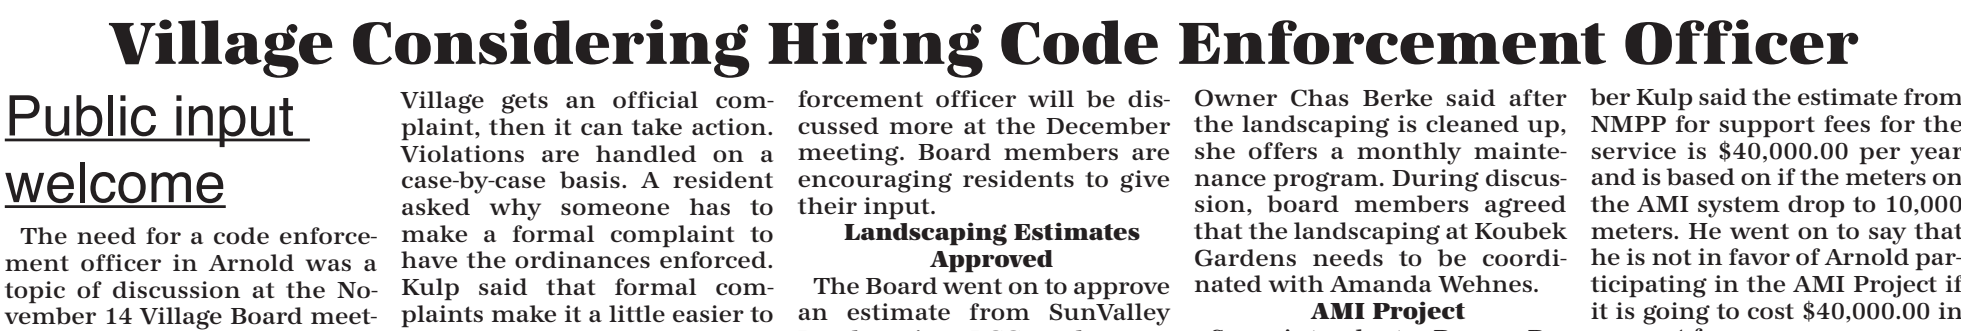 Village Considering Hiring Code Enforcement Officer
Public input
welcome
The need for a code enforce-
ment officer in Arnold was a
topic of discussion at the No-
vember 14 Village Board meet-
Village gets an official com-
plaint, then it can take action.
Violations are handled on a
case-by-case basis. A resident
asked why someone has to
make a formal complaint to
have the ordinances enforced.
Kulp said that formal com-
plaints make it a little easier to
forcement officer will be dis-
cussed more at the December
meeting. Board members are
encouraging residents to give
their input.
Landscaping Estimates
Approved
The Board went on to approve
an estimate from SunValley
Owner Chas Berke said after
the landscaping is cleaned up,
she offers a monthly mainte-
nance program. During discus-
sion, board members agreed
that the landscaping at Koubek
Gardens needs to be coordi-
nated with Amanda Wehnes.
AMI Project
ber Kulp said the estimate from
NMPP for support fees for the
service is $40,000.00 per year
and is based on if the meters on
the AMI system drop to 10,000
meters. He went on to say that
he is not in favor of Arnold par-
ticipating in the AMI Project if
it is going to cost $40,000.00 in